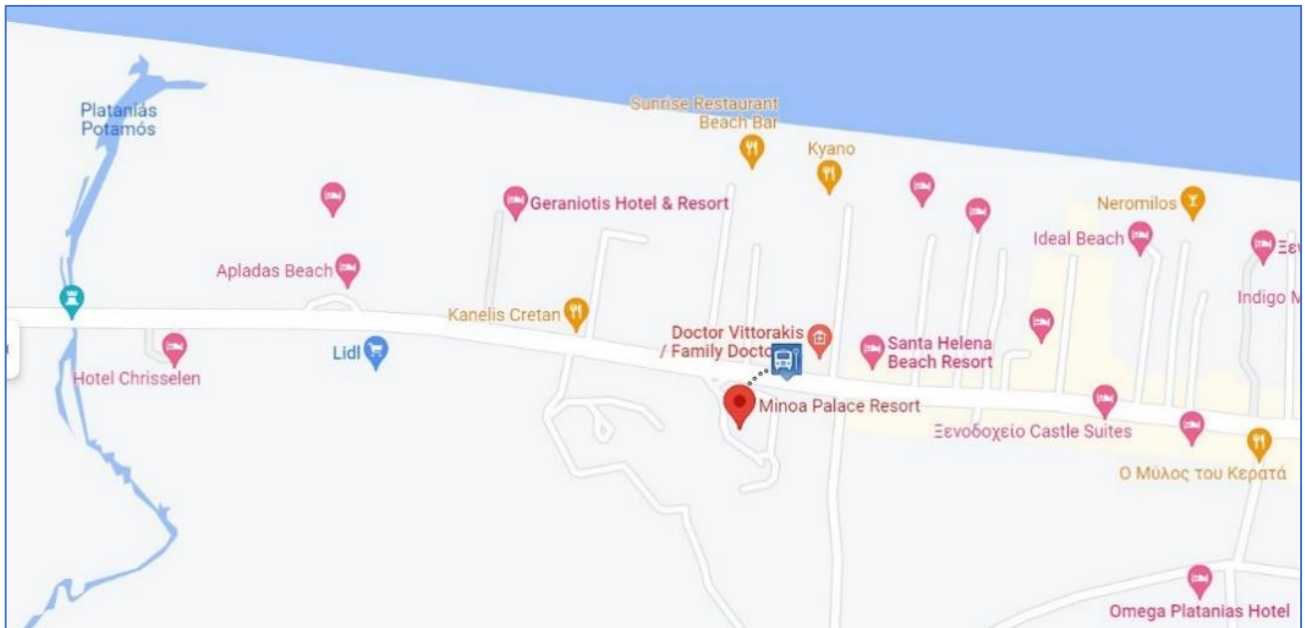 Plataniás
Potamós
Sunrise Restaurant
Beach Bar
Kyano
Geraniotis Hotel & Resort
Neromilos
Ideal Beach
Apladas Beach
Indigo M
Kanelis Cretan
Doctor Vittorakis
/ Family Docto
Santa Helena
Beach Resort
Lidl
Hotel Chrisselen
Minoa Palace Resort
Ξενοδοχείο Castle Suites
Ο Μύλος του Κερατά
Omega Platanias Hotel